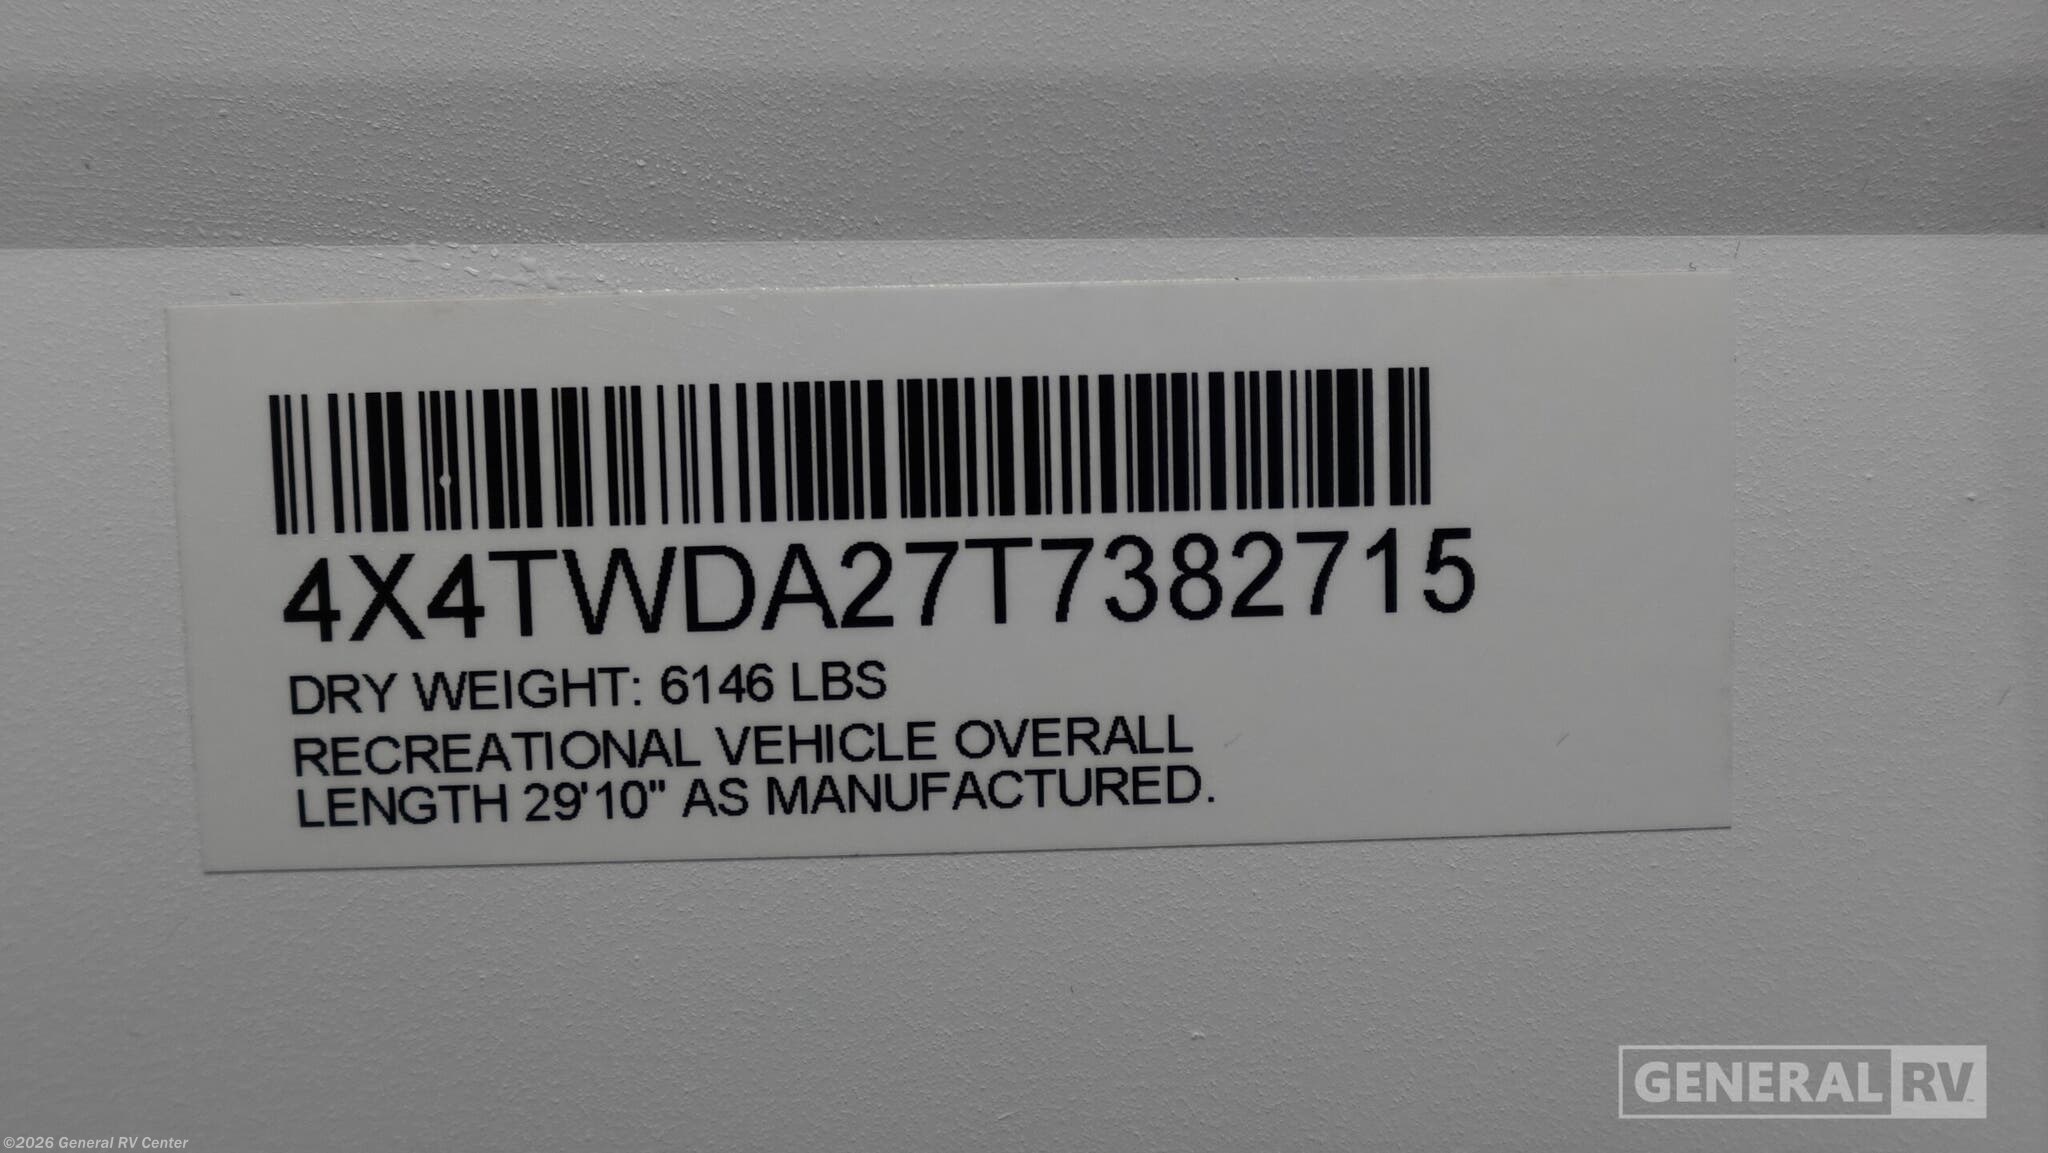 4X4TWDA27T7382715
DRY WEIGHT: 6146 LBS
RECREATIONAL VEHICLE OVERALL
LENGTH 29'10" AS MANUFACTURED.
GENERAL RV
©2026 General RV Center